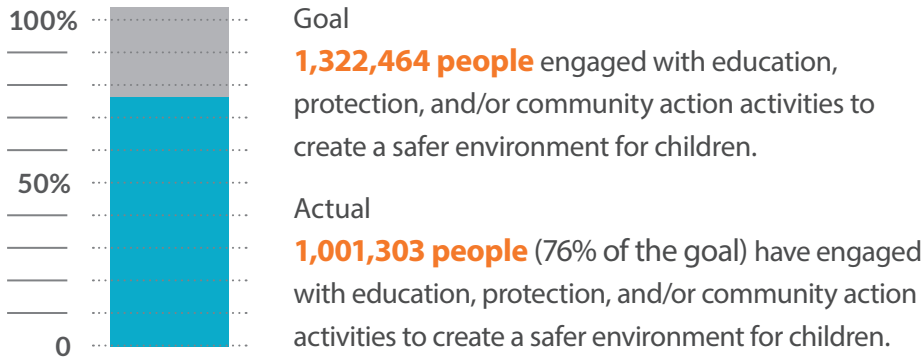 100%
50%
0
Goal
1,322,464 people engaged with education,
protection, and/or community action activities to
create a safer environment for children.
Actual
1,001,303 people (76% of the goal) have engaged
with education, protection, and/or community action
activities to create a safer environment for children.